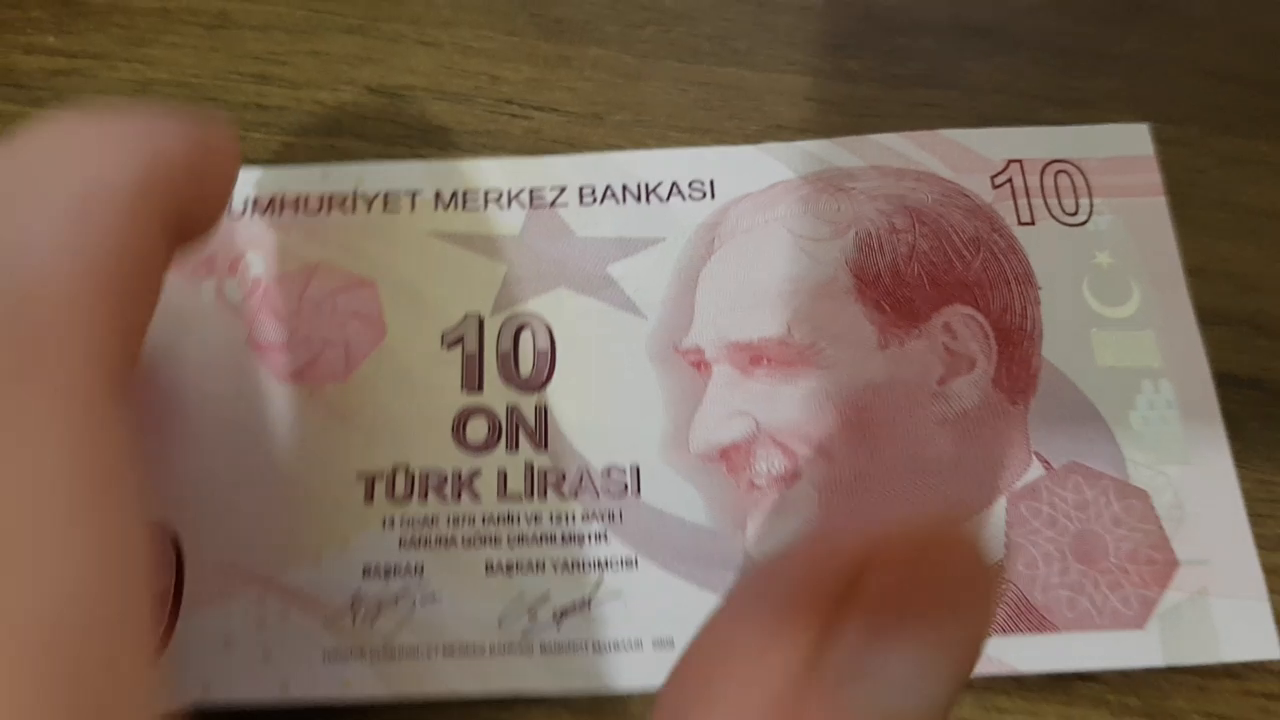 UMHURİYET MERKEZ BANKASI
10
10
ON
TÜRK LİRASI
14 OCAK 1970 TARİH VE 1211 SAYILI
KANUNA GÖRE ÇIKARILMIŞTIR
BAŞKAN
BAŞKAN YARDIMCISI